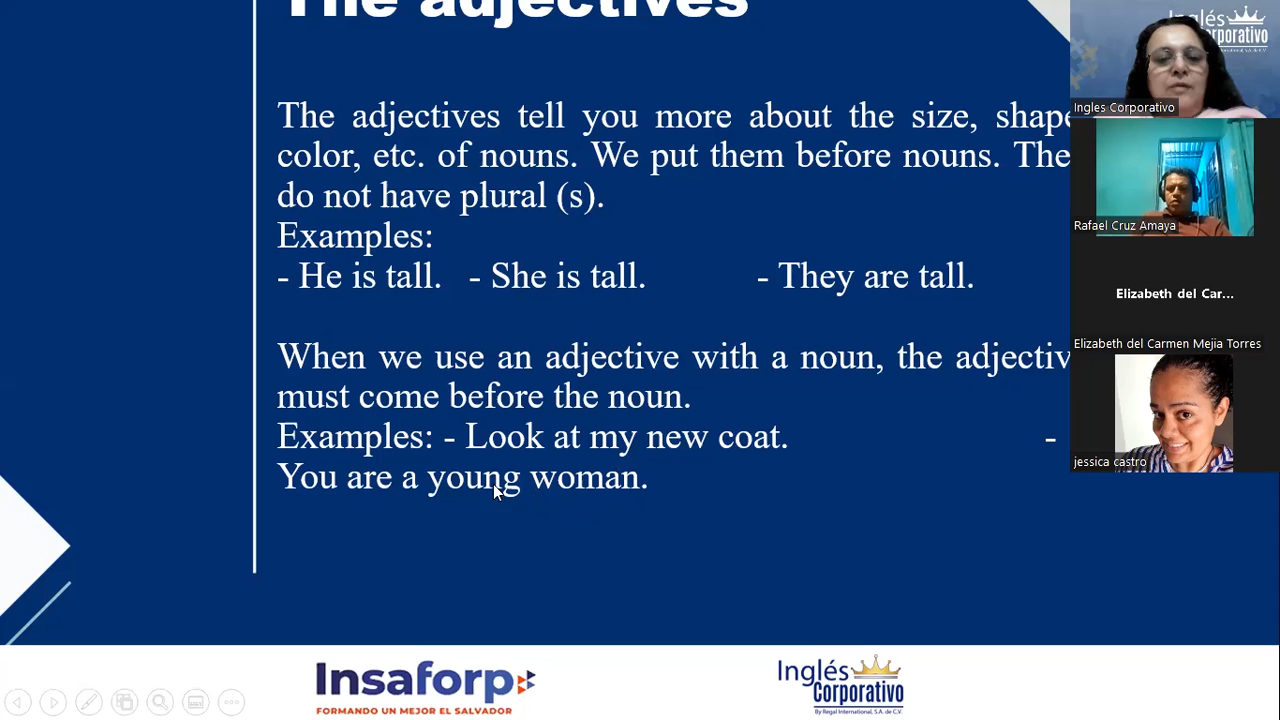 The adjectives
The adjectives tell you more about the size, shape
color, etc. of nouns. We put them before nouns. The
do not have plural (s).
Examples:
- He is tall. - She is tall. - They are tall.
When we use an adjective with a noun, the adjectiv
must come before the noun.
Examples: - Look at my new coat. -
You are a young woman.
Inglés
Corporativo
Ingles Corporativo
Rafael Cruz Amaya
Elizabeth del Car...
Elizabeth del Carmen Mejía Torres
jessica castro
Insaforp
FORMANDO UN MEJOR EL SALVADOR
Inglés
Corporativo
By Regal International, S.A. de C.V.